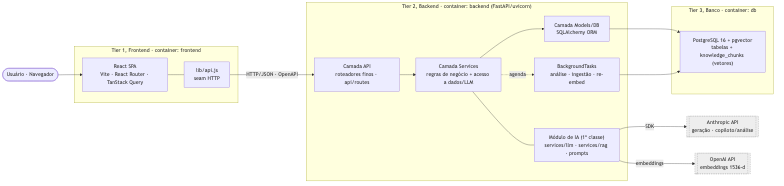 Tier 1, Frontend - container: frontend
Tier 2, Backend - container: backend (FastAPI/uvicorn)
Tier 3, Banco - container: db
Usuário - Navegador
React SPA
Vite - React Router -
TanStack Query
lib/api.js
seam HTTP
HTTP/JSON - OpenAPI
Camada API
roteadores finos -
api/routes
Camada Services
regras de negócio + acesso
a dados/LLM
agenda
Camada Models/DB
SQLAlchemy ORM
BackgroundTasks
análise - ingestão - re-
embed
Módulo de IA (1ª classe)
services/llm - services/rag
- prompts
PostgreSQL 16 + pgvector
tabelas +
knowledge_chunks
(vetores)
SDK
Anthropic API
geração - copiloto/análise
embeddings
OpenAI API
embeddings 1536-d